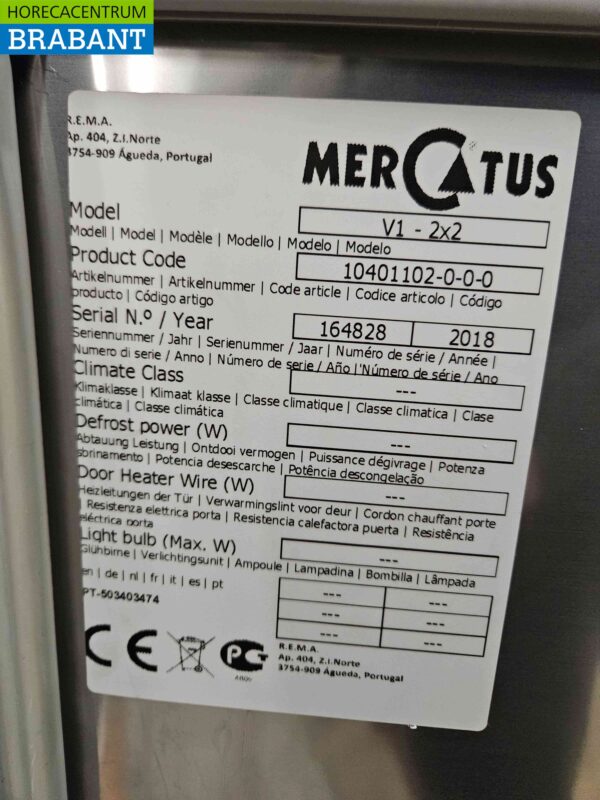 HORECACENTRUM
BRABANT
R.E.M.A.
Ap. 404, Z.I.Norte
3754-909 Águeda, Portugal
MERCATUS
Model
V1 - 2x2
Modell | Model | Modèle | Modello | Modelo | Modelo
Product Code
10401102-0-0-0
Artikelnummer | Artikelnummer | Code article | Codice articolo | Código
producto | Código artigo
Serial N.º / Year
164828
2018
Seriennummer / Jahr | Serienummer / Jaar | Numéro de série / Année |
Numero di serie / Anno | Número de serie / Año | Número de série / Ano
Climate Class
---
Klimaklasse | Klimaat klasse | Classe climatique | Classe climatica | Clase
climática | Classe climática
Defrost power (W)
---
Abtauung Leistung | Ontdooi vermogen | Puissance dégivrage | Potenza
sbrinamento | Potencia desescarche | Potência descongelação
Door Heater Wire (W)
---
Heizleitungen der Tür | Verwarmingslint voor deur | Cordon chauffant porte
| Resistenza elettrica porta | Resistencia calefactora puerta | Resistência
eléctrica porta
Light bulb (Max. W)
---
Glühbirne | Verlichtingsunit | Ampoule | Lampadina | Bombilla | Lâmpada
en | de | nl | fr | it | es | pt
--- ---
--- ---
--- ---
PT-503403474
CE
PCT
R.E.M.A.
Ap. 404, Z.I.Norte
3754-909 Águeda, Portugal